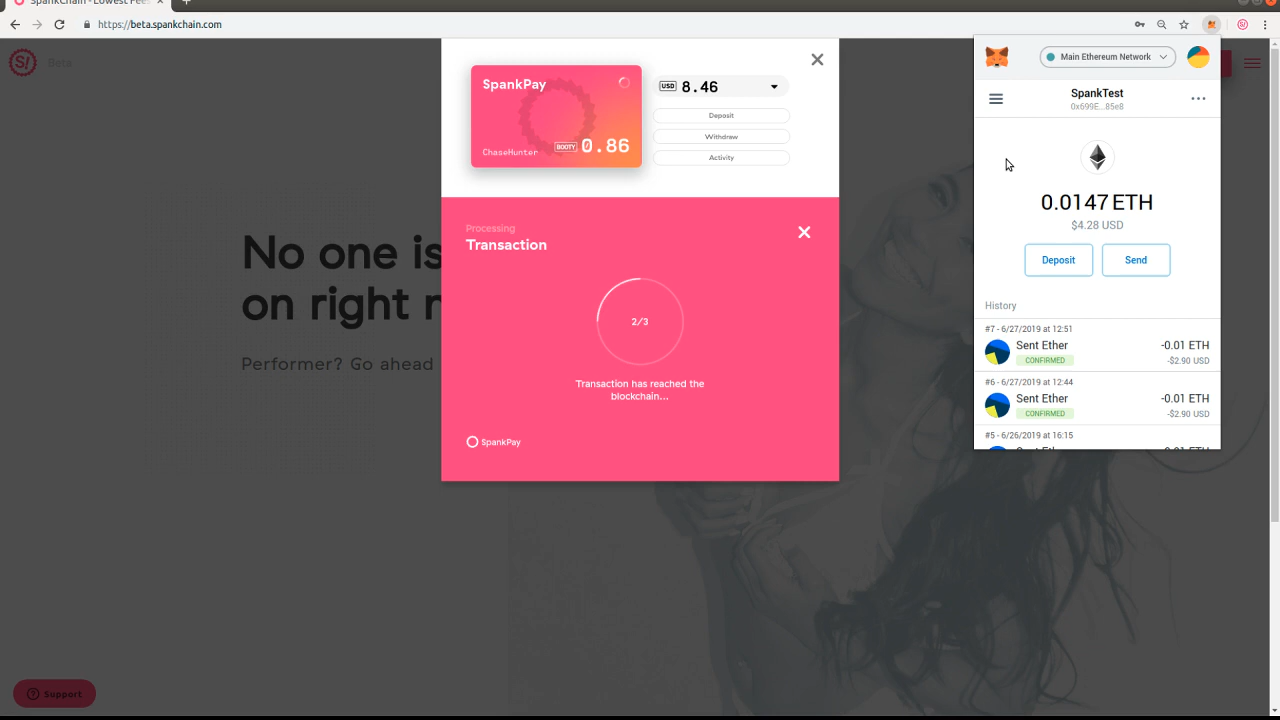 SpankChain - Lowest Fees
https://beta.spankchain.com
S!
Beta
No one is
on right n
Performer? Go ahead
Support
SpankPay
ChaseHunter
BOOTY 0.86
USD 8.46
Deposit
Withdraw
Activity
Processing
Transaction
2/3
Transaction has reached the
blockchain...
SpankPay
Main Ethereum Network
SpankTest
0x699E...85e8
0.0147 ETH
$4.28 USD
Deposit
Send
History
#7 - 6/27/2019 at 12:51
Sent Ether
-0.01 ETH
CONFIRMED
-$2.90 USD
#6 - 6/27/2019 at 12:44
Sent Ether
-0.01 ETH
CONFIRMED
-$2.90 USD
#5 - 6/26/2019 at 16:15